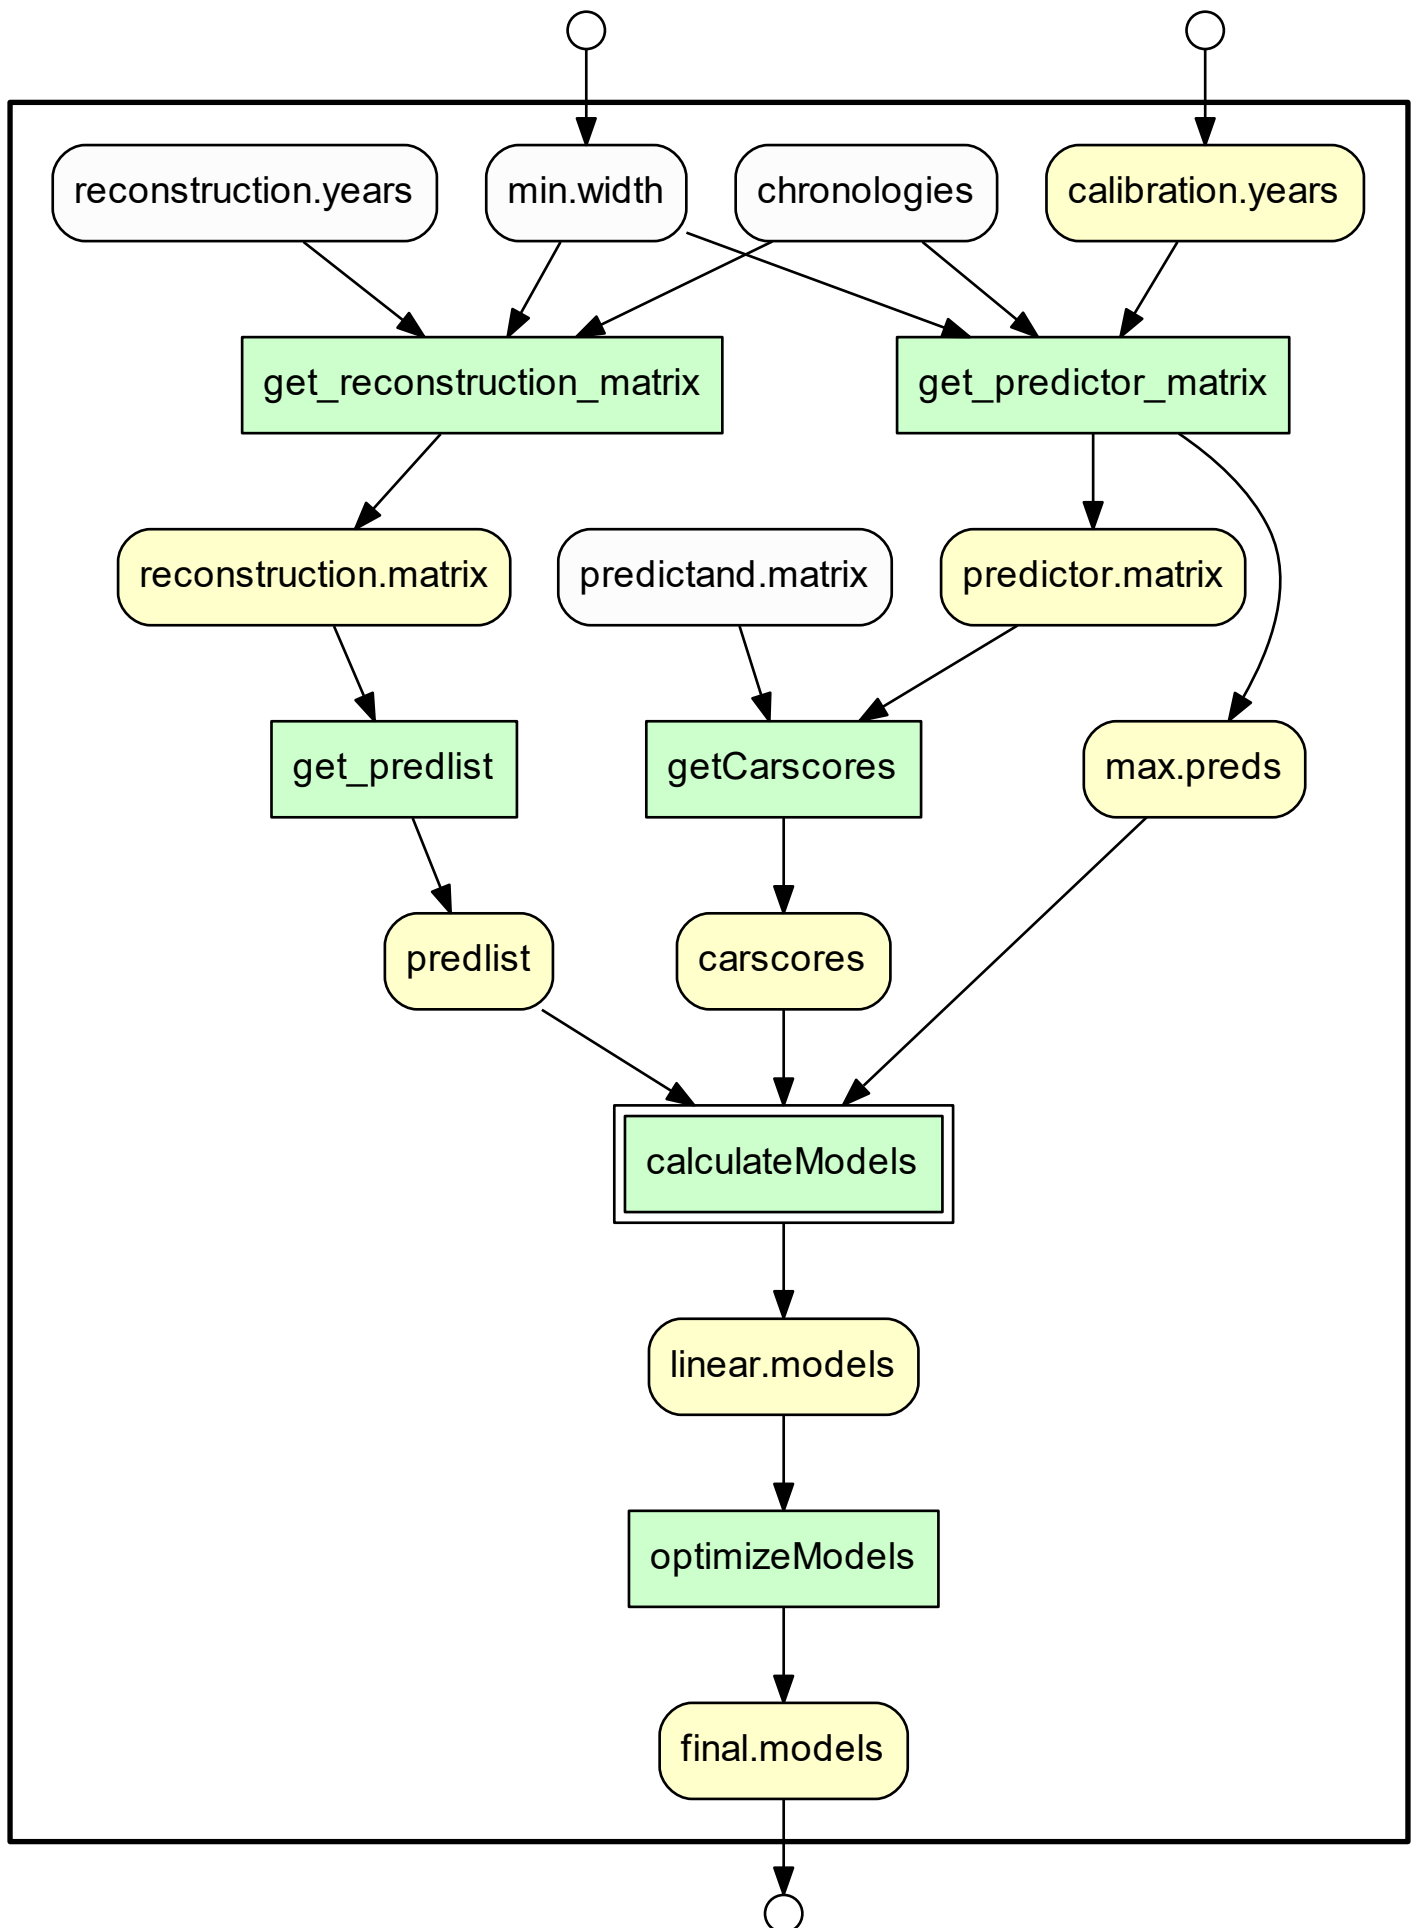 reconstruction.years
min.width
chronologies
calibration.years
get_reconstruction_matrix
get_predictor_matrix
reconstruction.matrix
predictand.matrix
predictor.matrix
get_predlist
getCarscores
max.preds
predlist
carscores
calculateModels
linear.models
optimizeModels
final.models